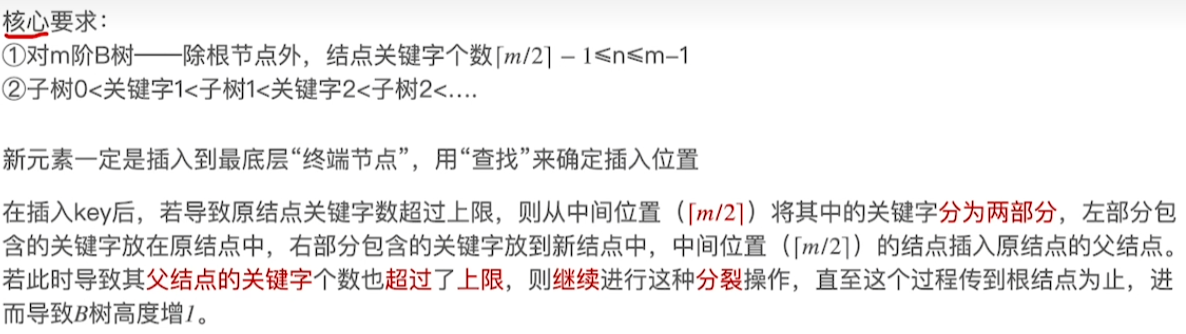 核心要求：
①对m阶B树——除根节点外，结点关键字个数⌈m/2⌉ − 1≤n≤m−1
②子树0<关键字1<子树1<关键字2<子树2<….
新元素一定是插入到最底层“终端节点”，用“查找”来确定插入位置
在插入key后，若导致原结点关键字数超过上限，则从中间位置（⌈m/2⌉）将其中的关键字分为两部分，左部分包
含的关键字放在原结点中，右部分包含的关键字放到新结点中，中间位置（⌈m/2⌉）的结点插入原结点的父结点。
若此时导致其父结点的关键字个数也超过了上限，则继续进行这种分裂操作，直至这个过程传到根结点为止，进
而导致B树高度增1。